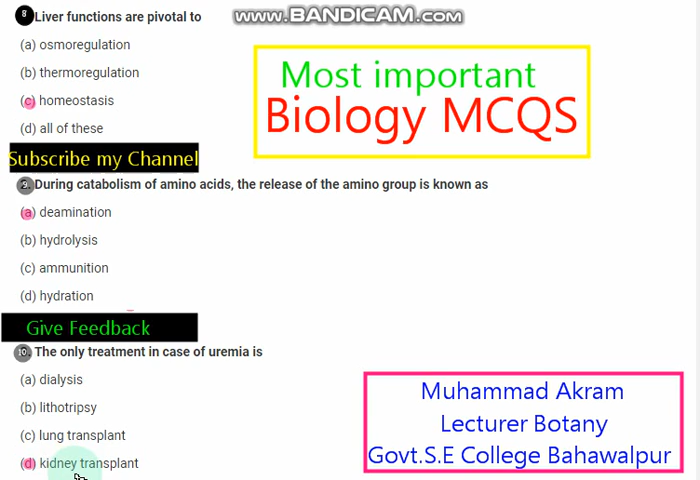 www.BANDICAM.com
8 Liver functions are pivotal to
(a) osmoregulation
(b) thermoregulation
(c) homeostasis
(d) all of these
Most important
Biology MCQS
Subscribe my Channel
9. During catabolism of amino acids, the release of the amino group is known as
(a) deamination
(b) hydrolysis
(c) ammunition
(d) hydration
Give Feedback
10. The only treatment in case of uremia is
(a) dialysis
(b) lithotripsy
(c) lung transplant
(d) kidney transplant
Muhammad Akram
Lecturer Botany
Govt.S.E College Bahawalpur